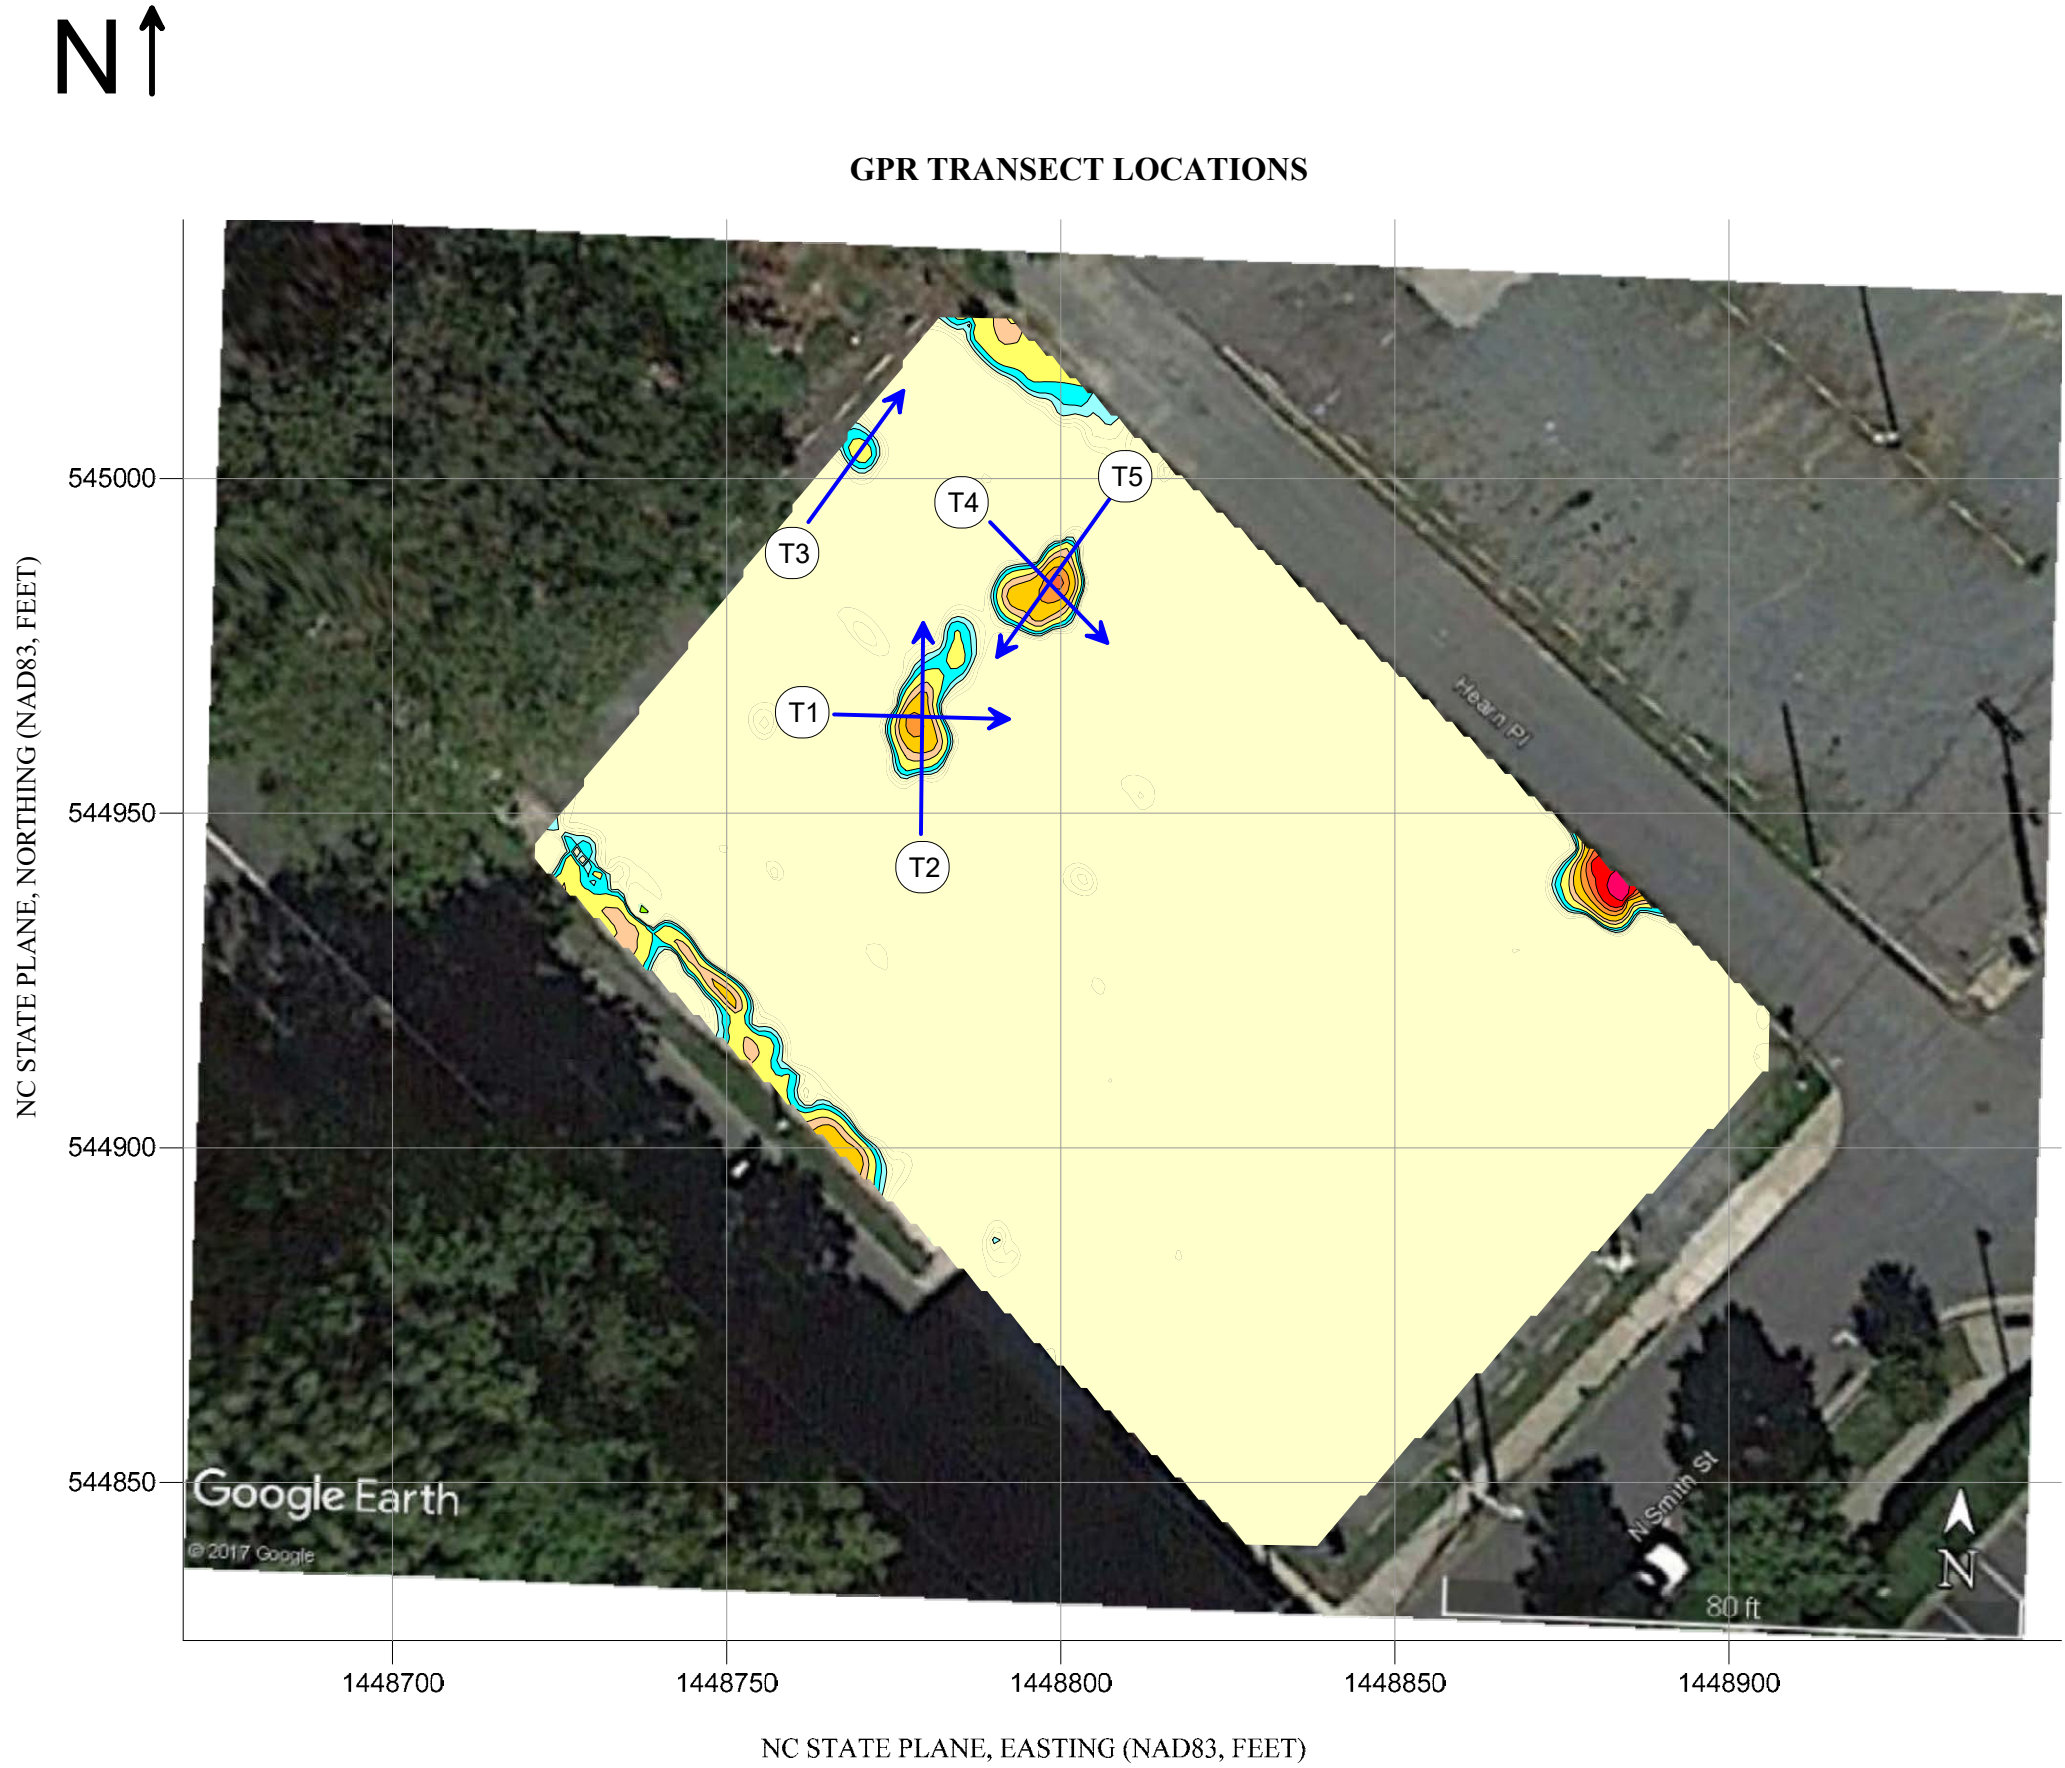 N
GPR TRANSECT LOCATIONS
NC STATE PLANE, NORTHING (NAD83, FEET)
545000
544950
544900
544850
T5
T4
T3
T1
T2
Hearn Pl
N Smith St
Google Earth
© 2017 Google
N
80 ft
1448700 1448750 1448800 1448850 1448900
NC STATE PLANE, EASTING (NAD83, FEET)